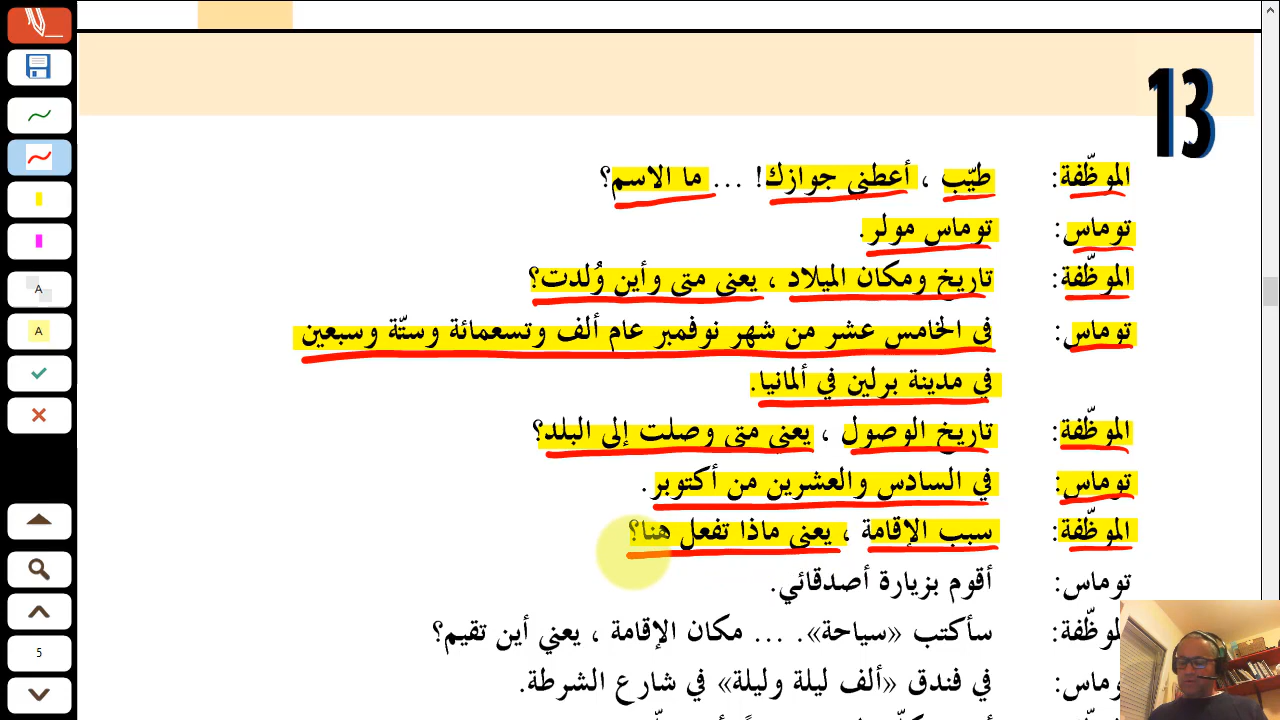 13
الموظّفة: طيّب ، أعطني جوازك! ... ما الاسم؟
توماس: توماس مولر.
الموظّفة: تاريخ ومكان الميلاد ، يعنى متى وأين وُلدت؟
توماس: فى الخامس عشر من شهر نوفمبر عام ألف وتسعمائة وستّة وسبعين
في مدينة برلين في ألمانيا.
الموظّفة: تاريخ الوصول ، يعنى متى وصلت إلى البلد؟
توماس: في السادس والعشرين من أكتوبر.
الموظّفة: سبب الإقامة ، يعنى ماذا تفعل هنا؟
توماس: أقوم بزيارة أصدقائي.
الموظّفة: سأكتب «سياحة». ... مكان الإقامة ، يعني أين تقيم؟
توماس: في فندق «ألف ليلة وليلة» في شارع الشرطة.
A
A
5